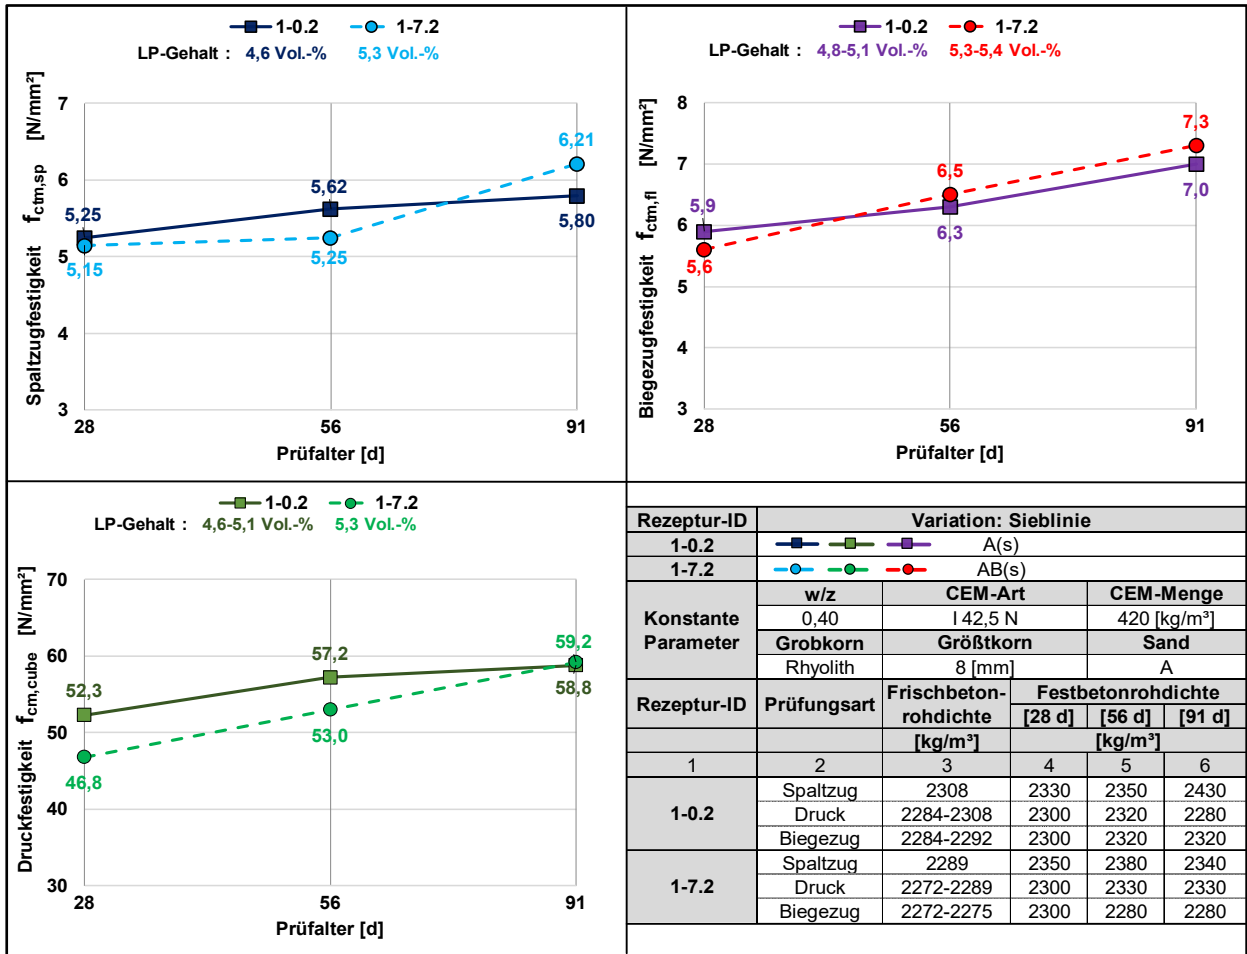 1-0.2 1-7.2
LP-Gehalt : 4,6 Vol.-% 5,3 Vol.-%
Spaltzugfestigkeit fctm,sp [N/mm²]
7
6
5
4
3
5,25
5,62
6,21
5,80
5,15
5,25
28 56 91
Prüfalter [d]
1-0.2 1-7.2
LP-Gehalt : 4,8-5,1 Vol.-% 5,3-5,4 Vol.-%
Biegezugfestigkeit fctm,fl [N/mm²]
8
7
6
5
4
3
5,9
6,5
7,3
7,0
6,3
5,6
28 56 91
Prüfalter [d]
1-0.2 1-7.2
LP-Gehalt : 4,6-5,1 Vol.-% 5,3 Vol.-%
Druckfestigkeit fcm,cube [N/mm²]
70
60
50
40
30
52,3
57,2
59,2
58,8
53,0
46,8
28 56 91
Prüfalter [d]
Rezeptur-ID Variation: Sieblinie
1-0.2 A(s)
1-7.2 AB(s)
Konstante Parameter w/z CEM-Art CEM-Menge
0,40 I 42,5 N 420 [kg/m³]
Grobkorn Größtkorn Sand
Rhyolith 8 [mm] A
Rezeptur-ID Prüfungsart Frischbeton- Festbetonrohdichte
rohdichte [28 d] [56 d] [91 d]
[kg/m³] [kg/m³]
1 2 3 4 5 6
1-0.2 Spaltzug 2308 2330 2350 2430
Druck 2284-2308 2300 2320 2280
Biegezug 2284-2292 2300 2320 2320
1-7.2 Spaltzug 2289 2350 2380 2340
Druck 2272-2289 2300 2330 2330
Biegezug 2272-2275 2300 2280 2280